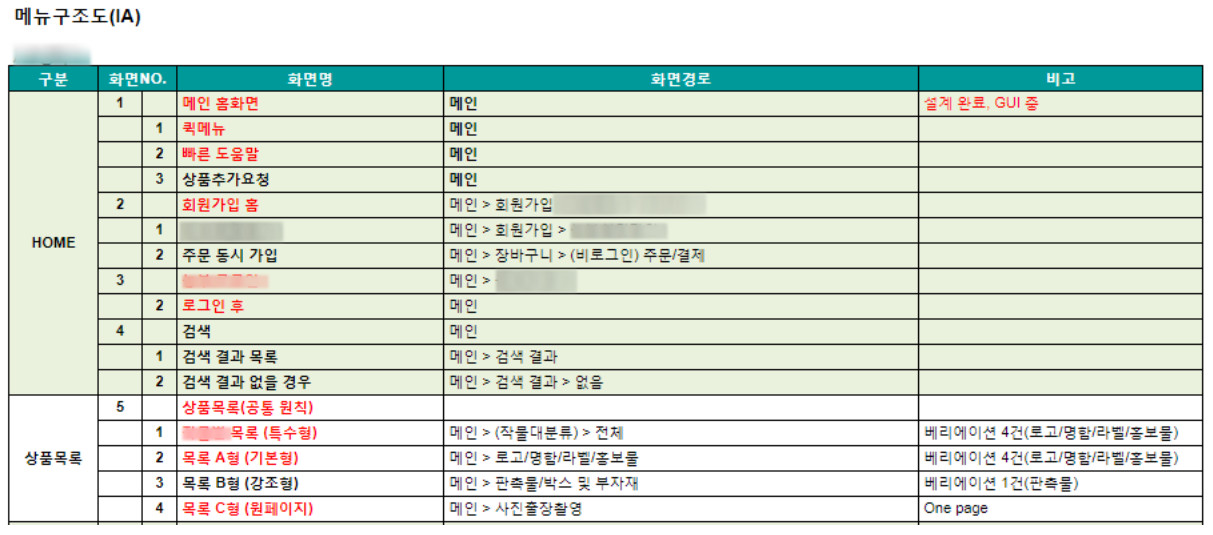 메뉴구조도(IA)
구분 화면NO. 화면명 화면경로 비고
HOME
1 메인 홈화면 메인 설계 완료, GUI 중
1 퀵메뉴 메인
2 빠른 도움말 메인
3 상품추가요청 메인
2 회원가입 홈 메인 > 회원가입
1 메인 > 회원가입 >
2 주문 동시 가입 메인 > 장바구니 > (비로그인) 주문/결제
3 메인 >
2 로그인 후 메인
4 검색 메인
1 검색 결과 목록 메인 > 검색 결과
2 검색 결과 없을 경우 메인 > 검색 결과 > 없음
상품목록
5 상품목록(공통 원칙)
1 목록 (특수형) 메인 > (작물대분류) > 전체 베리에이션 4건(로고/명함/라벨/홍보물)
2 목록 A형 (기본형) 메인 > 로고/명함/라벨/홍보물 베리에이션 4건(로고/명함/라벨/홍보물)
3 목록 B형 (강조형) 메인 > 판촉물/박스 및 부자재 베리에이션 1건(판촉물)
4 목록 C형 (원페이지) 메인 > 사진출장촬영 One page